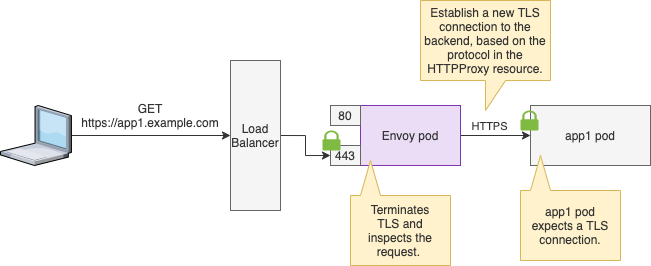 Establish a new TLS
connection to the
backend, based on the
protocol in the
HTTPProxy resource.
GET
https://app1.example.com
Load
Balancer
80
443
Envoy pod
HTTPS
app1 pod
Terminates
TLS and
inspects the
request.
app1 pod
expects a TLS
connection.